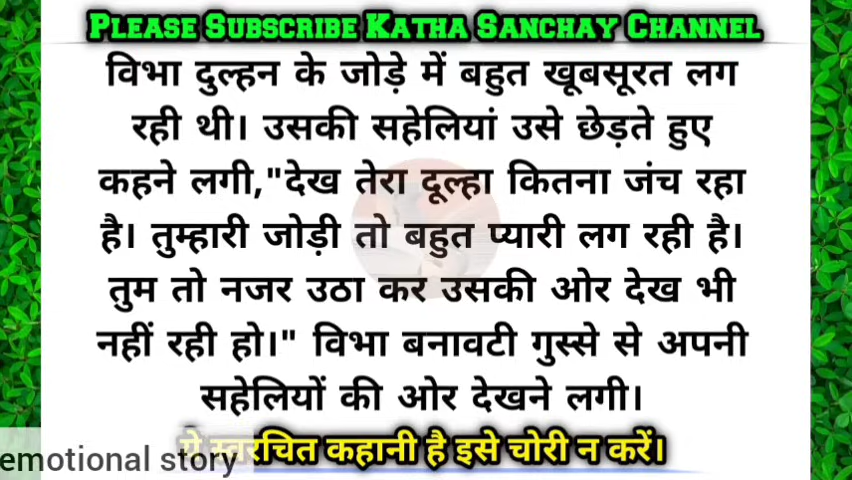 PLEASE SUBSCRIBE KATHA SANCHAY CHANNEL
विभा दुल्हन के जोड़े में बहुत खूबसूरत लग
रही थी। उसकी सहेलियां उसे छेड़ते हुए
कहने लगी,"देख तेरा दूल्हा कितना जंच रहा
है। तुम्हारी जोड़ी तो बहुत प्यारी लग रही है।
तुम तो नजर उठा कर उसकी ओर देख भी
नहीं रही हो।" विभा बनावटी गुस्से से अपनी
सहेलियों की ओर देखने लगी।
ये स्वरचित कहानी है इसे चोरी न करें।
emotional story